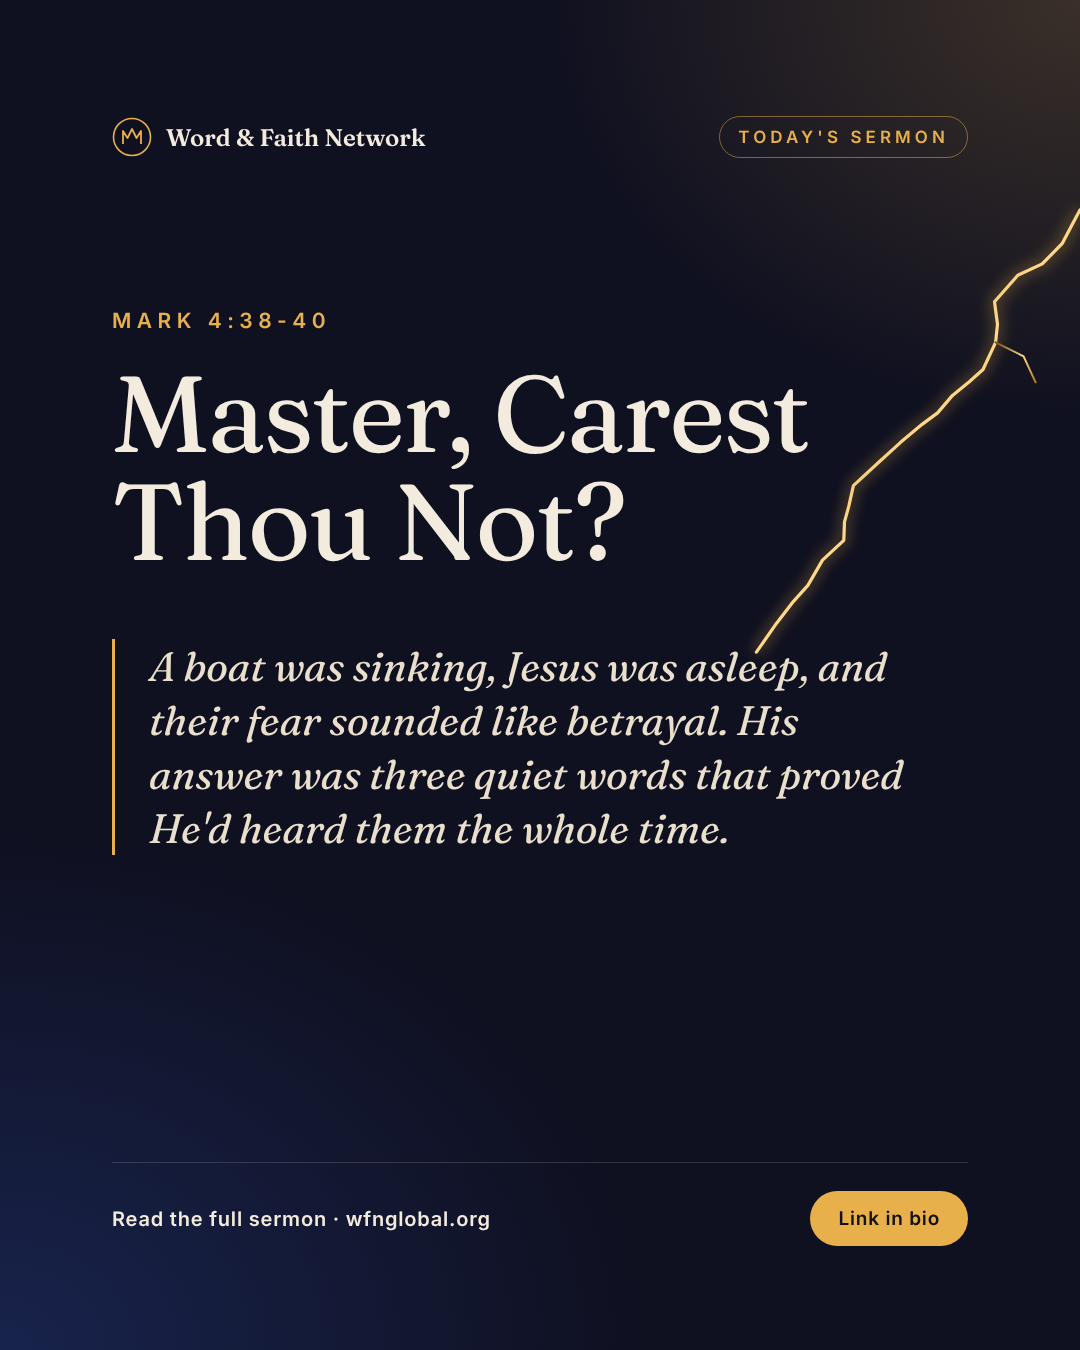 Word & Faith Network
TODAY'S SERMON
MARK 4:38-40
Master, Carest
Thou Not?
A boat was sinking, Jesus was asleep, and
their fear sounded like betrayal. His
answer was three quiet words that proved
He'd heard them the whole time.
Read the full sermon · wfnglobal.org
Link in bio